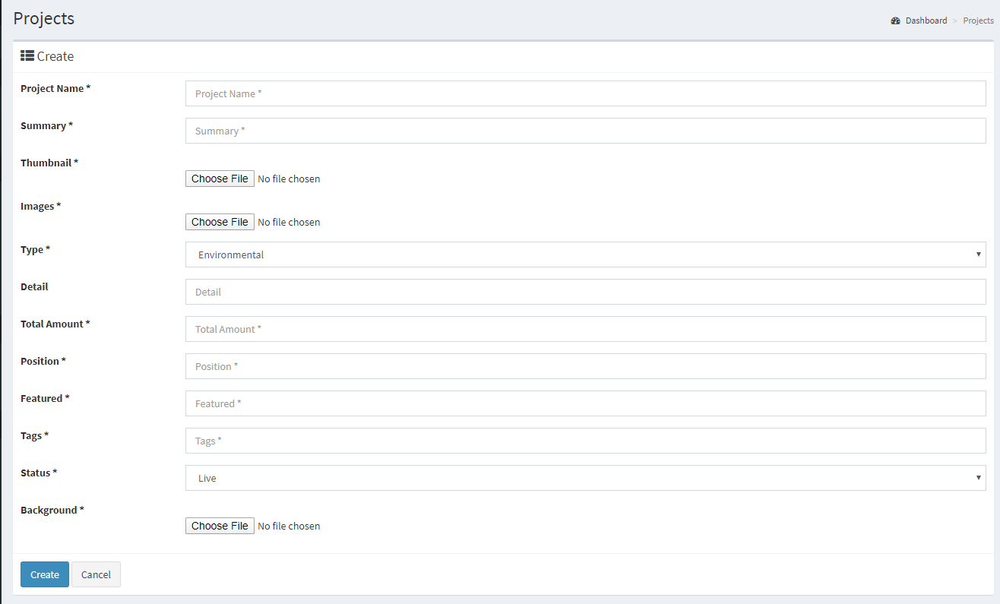 Projects
Dashboard > Projects
Create
Project Name *
Project Name *
Summary *
Summary *
Thumbnail *
Choose File No file chosen
Images *
Choose File No file chosen
Type *
Environmental
Detail
Detail
Total Amount *
Total Amount *
Position *
Position *
Featured *
Featured *
Tags *
Tags *
Status *
Live
Background *
Choose File No file chosen
Create Cancel